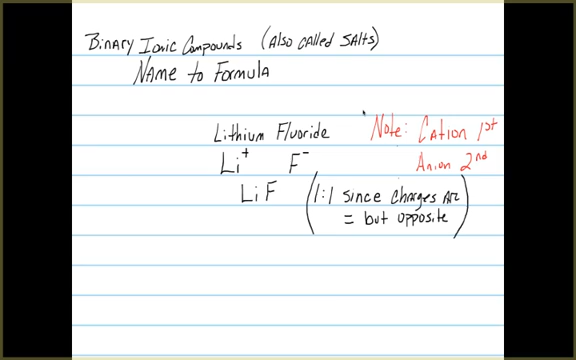 Binary Ionic Compounds (Also called SALTS)
Name to Formula
Lithium Fluoride
Note: Cation 1st
Li⁺ F⁻
Anion 2nd
LiF (1:1 since charges are
= but opposite)